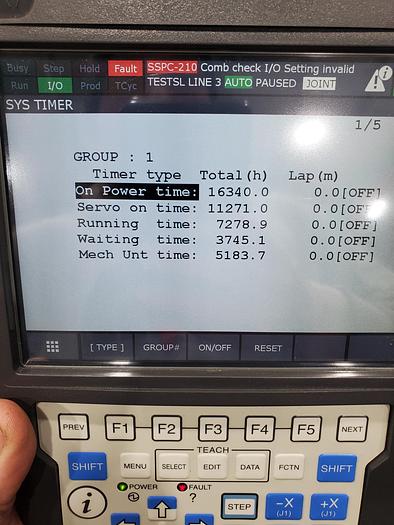 Busy Step Hold Fault SSPC-210 Comb check I/O Setting invalid
Run I/O Prod TCyc TESTSL LINE 3 AUTO PAUSED JOINT
SYS TIMER
1/5
GROUP : 1
Timer type Total(h) Lap(m)
On Power time: 16340.0 0.0[OFF]
Servo on time: 11271.0 0.0[OFF]
Running time: 7278.9 0.0[OFF]
Waiting time: 3745.1 0.0[OFF]
Mech Unt time: 5183.7 0.0[OFF]
[ TYPE ] GROUP# ON/OFF RESET
PREV F1 F2 F3 F4 F5 NEXT
TEACH
SHIFT MENU SELECT EDIT DATA FCTN SHIFT
POWER FAULT
i ? STEP -X (J1) +X (J1)